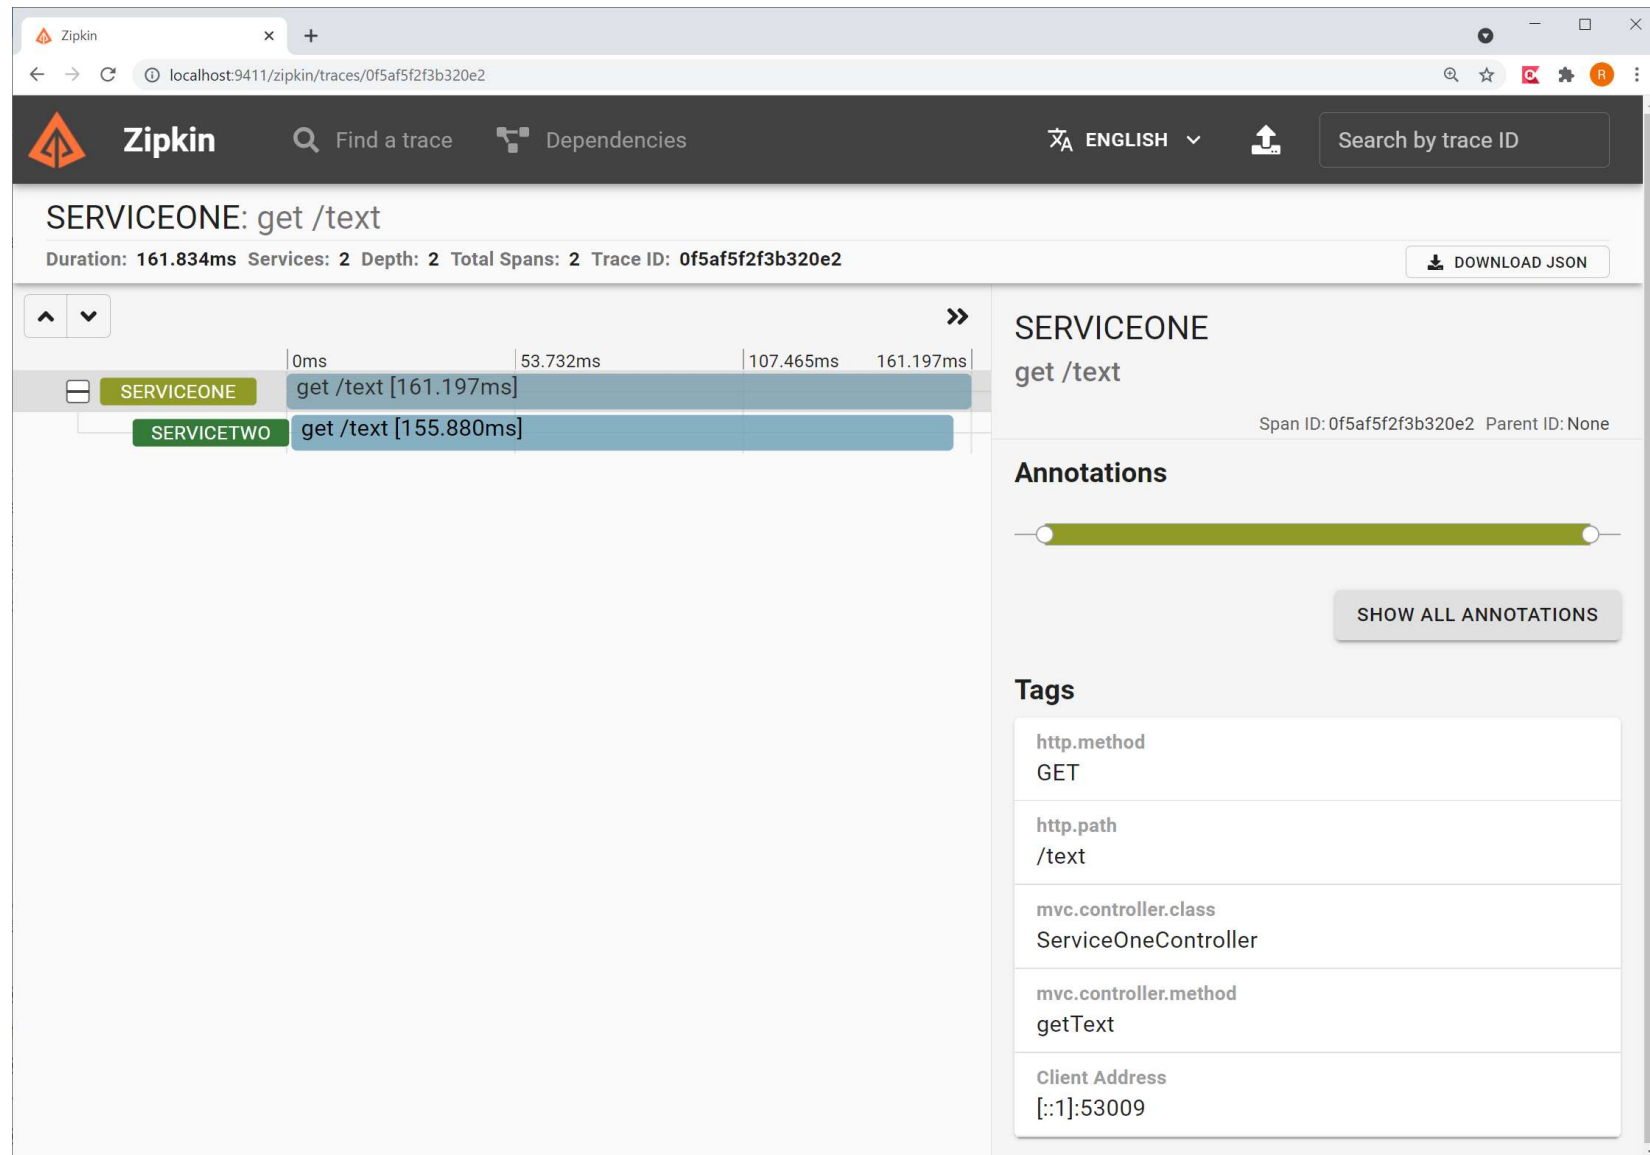 Zipkin
localhost:9411/zipkin/traces/0f5af5f2f3b320e2
R
Zipkin
Find a trace
Dependencies
ENGLISH
Search by trace ID
SERVICEONE: get /text
Duration: 161.834ms Services: 2 Depth: 2 Total Spans: 2 Trace ID: 0f5af5f2f3b320e2
DOWNLOAD JSON
0ms 53.732ms 107.465ms 161.197ms
SERVICEONE get /text [161.197ms]
SERVICETWO get /text [155.880ms]
SERVICEONE
get /text
Span ID: 0f5af5f2f3b320e2 Parent ID: None
Annotations
SHOW ALL ANNOTATIONS
Tags
http.method
GET
http.path
/text
mvc.controller.class
ServiceOneController
mvc.controller.method
getText
Client Address
[::1]:53009